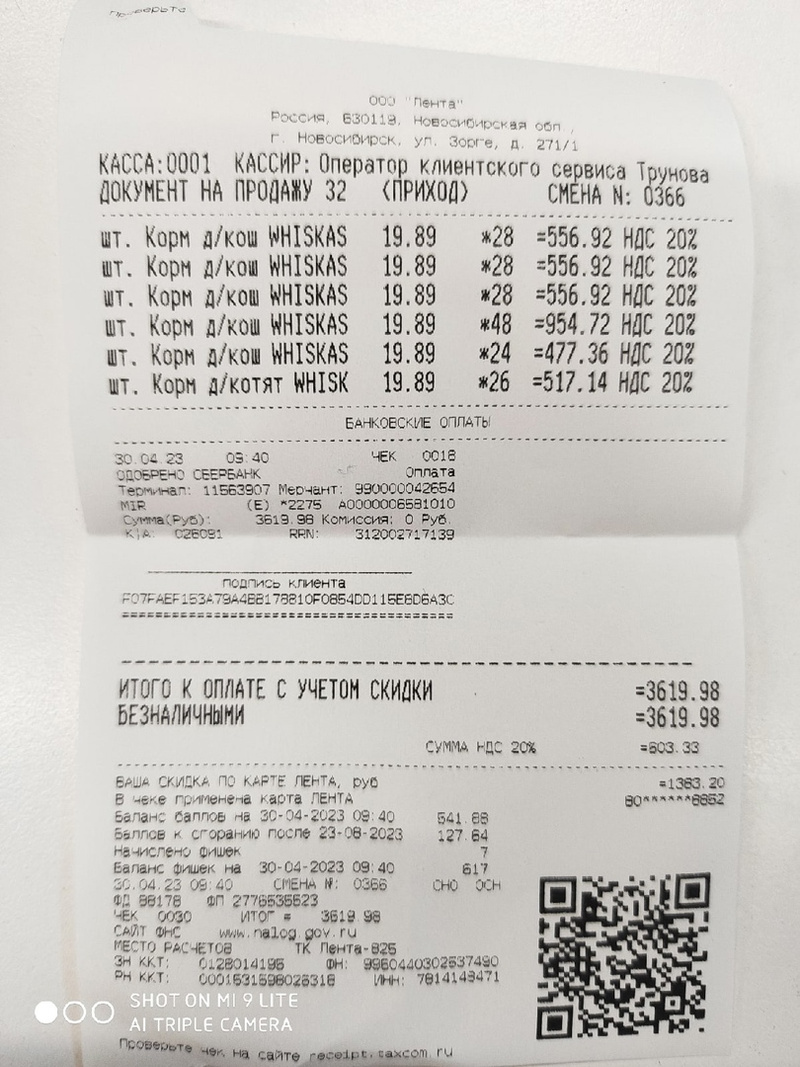 Проверьте
ООО "Лента"
Россия, 630119, Новосибирская обл.,
г. Новосибирск, ул. Зорге, д. 271/1
КАССА:0001 КАССИР: Оператор клиентского сервиса Трунова
ДОКУМЕНТ НА ПРОДАЖУ 32 (ПРИХОД) СМЕНА N: 0366
шт. Корм д/кош WHISKAS 19.89 *28 =556.92 НДС 20%
шт. Корм д/кош WHISKAS 19.89 *28 =556.92 НДС 20%
шт. Корм д/кош WHISKAS 19.89 *28 =556.92 НДС 20%
шт. Корм д/кош WHISKAS 19.89 *48 =954.72 НДС 20%
шт. Корм д/кош WHISKAS 19.89 *24 =477.36 НДС 20%
шт. Корм д/котят WHISK 19.89 *26 =517.14 НДС 20%
БАНКОВСКИЕ ОПЛАТЫ
30.04.23 09:40 ЧЕК 0018
ОДОБРЕНО СБЕРБАНК Оплата
Терминал: 11563907 Мерчант: 990000042654
MIR (E) *2275 A0000006581010
Сумма(Руб): 3619.98 Комиссия: 0 Руб.
К/А: 026091 RRN: 312002717139
подпись клиента
F07FAEF153A79A4BB178810F0854DD115E6D6A3C
ИТОГО К ОПЛАТЕ С УЧЕТОМ СКИДКИ =3619.98
БЕЗНАЛИЧНЫМИ =3619.98
СУММА НДС 20% =603.33
ВАША СКИДКА ПО КАРТЕ ЛЕНТА, руб =1383.20
В чеке применена карта ЛЕНТА 80******8852
Баланс баллов на 30-04-2023 09:40 541.88
Баллов к сгоранию после 23-08-2023 127.64
Начислено фишек 7
Баланс фишек на 30-04-2023 09:40 617
30.04.23 09:40 СМЕНА №: 0366 СНО ОСН
ФД 98178 ФП 2776535523
ЧЕК 0030 ИТОГ = 3619.98
САЙТ ФНС www.nalog.gov.ru
МЕСТО РАСЧЕТОВ ТК Лента-825
ЗН ККТ: 0128014195 ФН: 9960440302537490
РН ККТ: 0001531598025318 ИНН: 7814148471
SHOT ON MI 9 LITE
AI TRIPLE CAMERA
Проверьте чек на сайте receipt.taxcom.ru